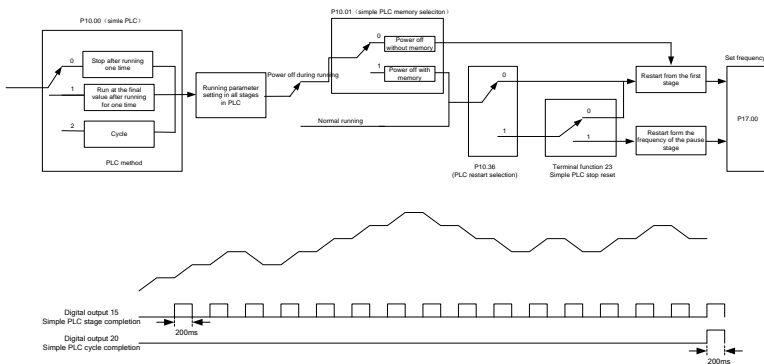 P10.00（simle PLC）
P10.01（simple PLC memory seleciton）
0
Stop after running
one time
1
Run at the final
value after running
for one time
2
Cycle
PLC method
Running parameter
setting in all stages
in PLC
Power off during running
0
Power off
without memory
1
Power off with
memory
Normal running
0
1
P10.36
(PLC restart selection)
0
1
Terminal function 23
Simple PLC stop reset
Restart from the first
stage
Restart form the
frequency of the pause
stage
Set frequency
P17.00
Digital output 15
Simple PLC stage completion
200ms
Digital output 20
Simple PLC cycle completion
200ms